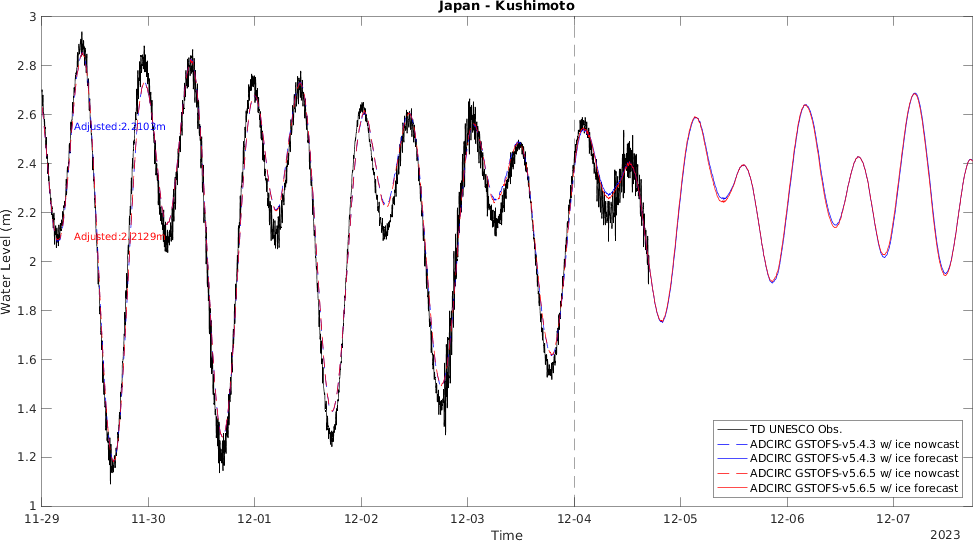 Japan - Kushimoto
3
2.8
2.6
2.4
2.2
2
1.8
1.6
1.4
1.2
1
Water Level (m)
Adjusted:2.2103m
Adjusted:2.2129m
TD UNESCO Obs.
ADCIRC GSTOFS-v5.4.3 w/ ice nowcast
ADCIRC GSTOFS-v5.4.3 w/ ice forecast
ADCIRC GSTOFS-v5.6.5 w/ ice nowcast
ADCIRC GSTOFS-v5.6.5 w/ ice forecast
11-29 11-30 12-01 12-02 12-03 12-04 12-05 12-06 12-07
Time
2023